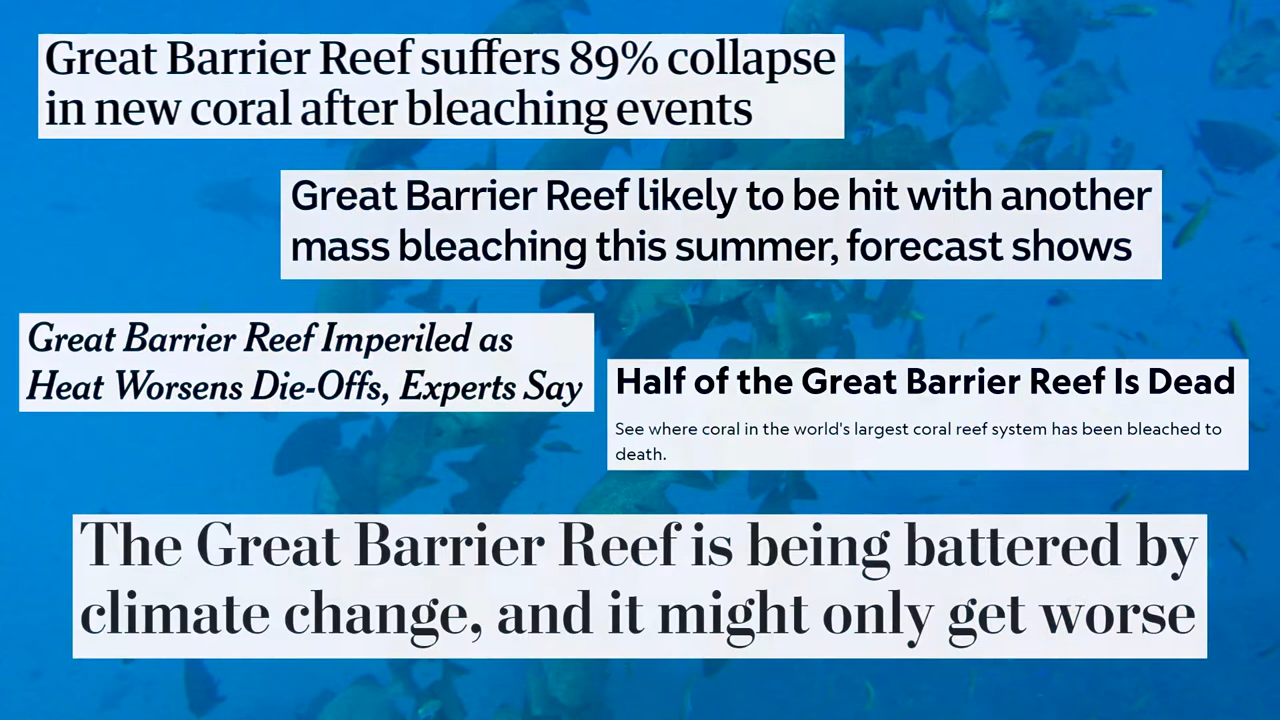 Great Barrier Reef suffers 89% collapse
in new coral after bleaching events
Great Barrier Reef likely to be hit with another
mass bleaching this summer, forecast shows
Great Barrier Reef Imperiled as
Heat Worsens Die-Offs, Experts Say
Half of the Great Barrier Reef Is Dead
See where coral in the world's largest coral reef system has been bleached to
death.
The Great Barrier Reef is being battered by
climate change, and it might only get worse